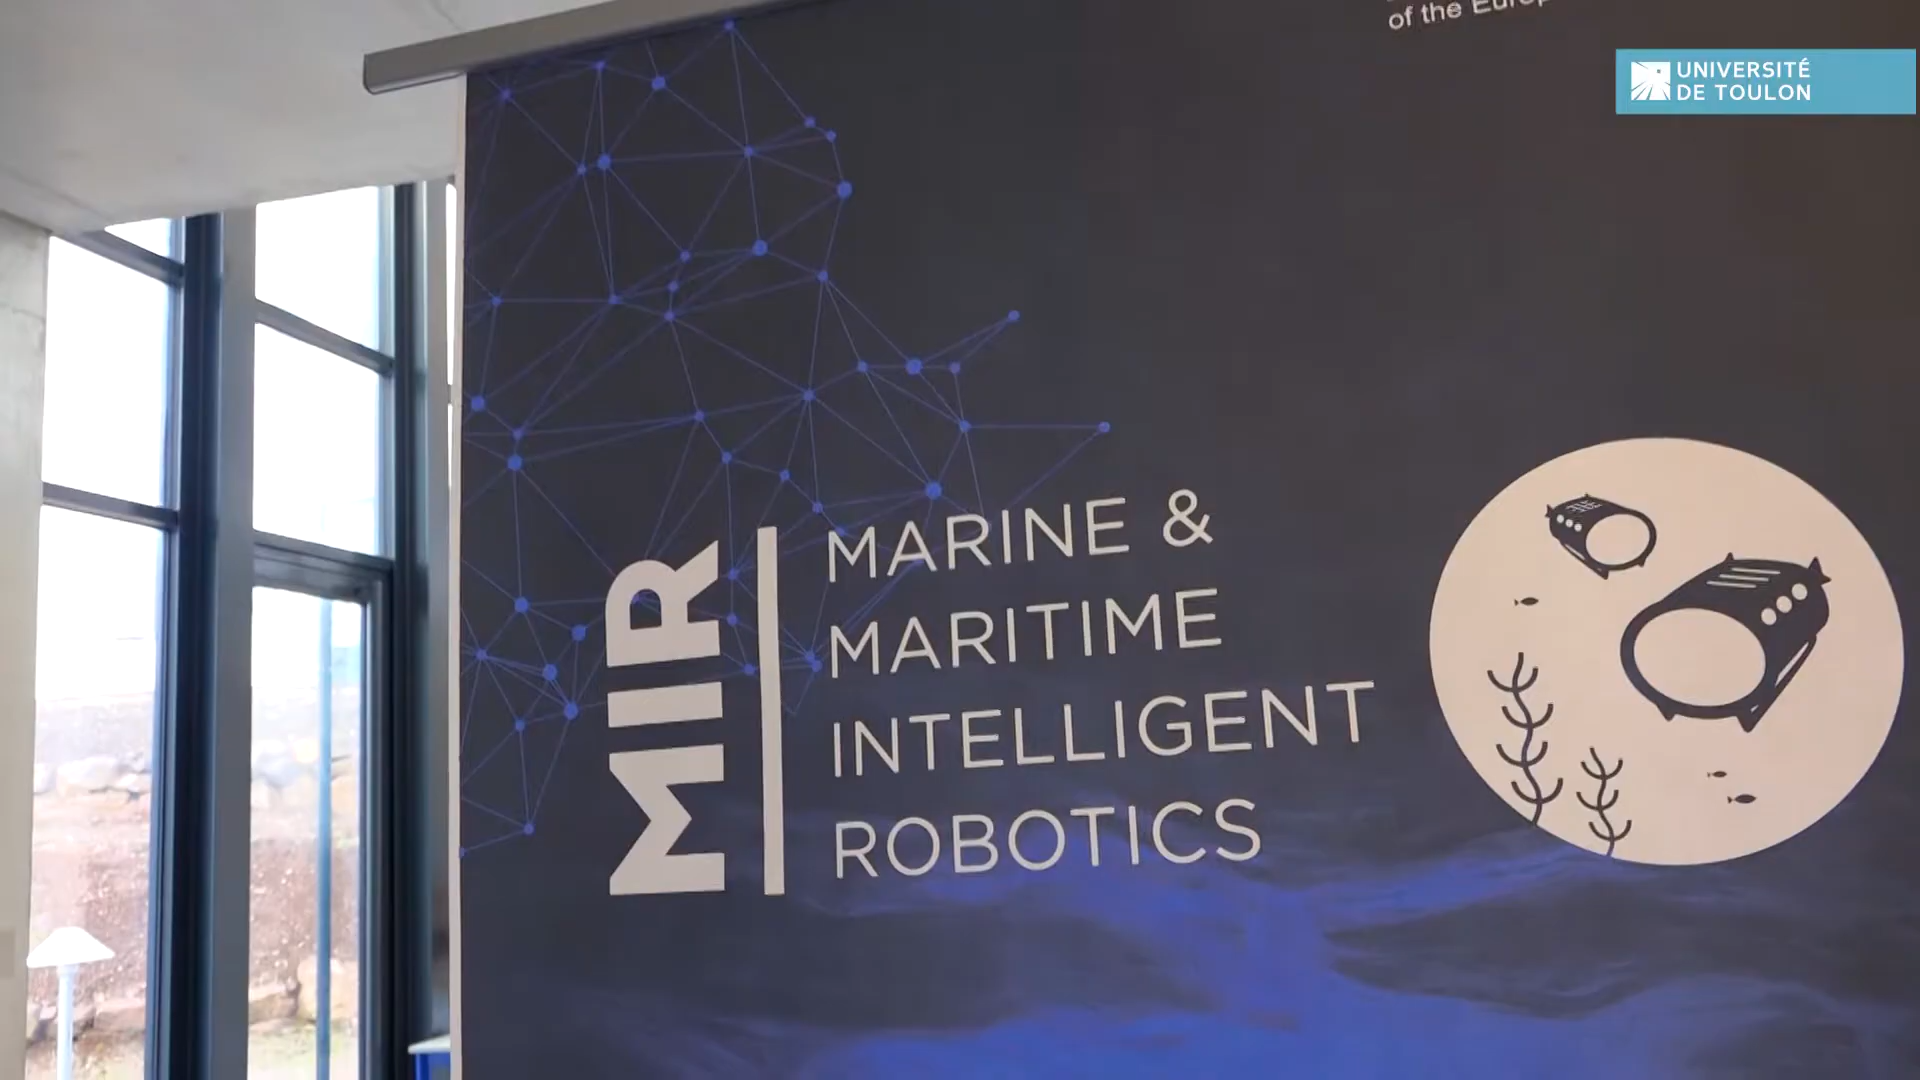 of the
UNIVERSITÉ
DE TOULON
MIR
MARINE &
MARITIME
INTELLIGENT
ROBOTICS